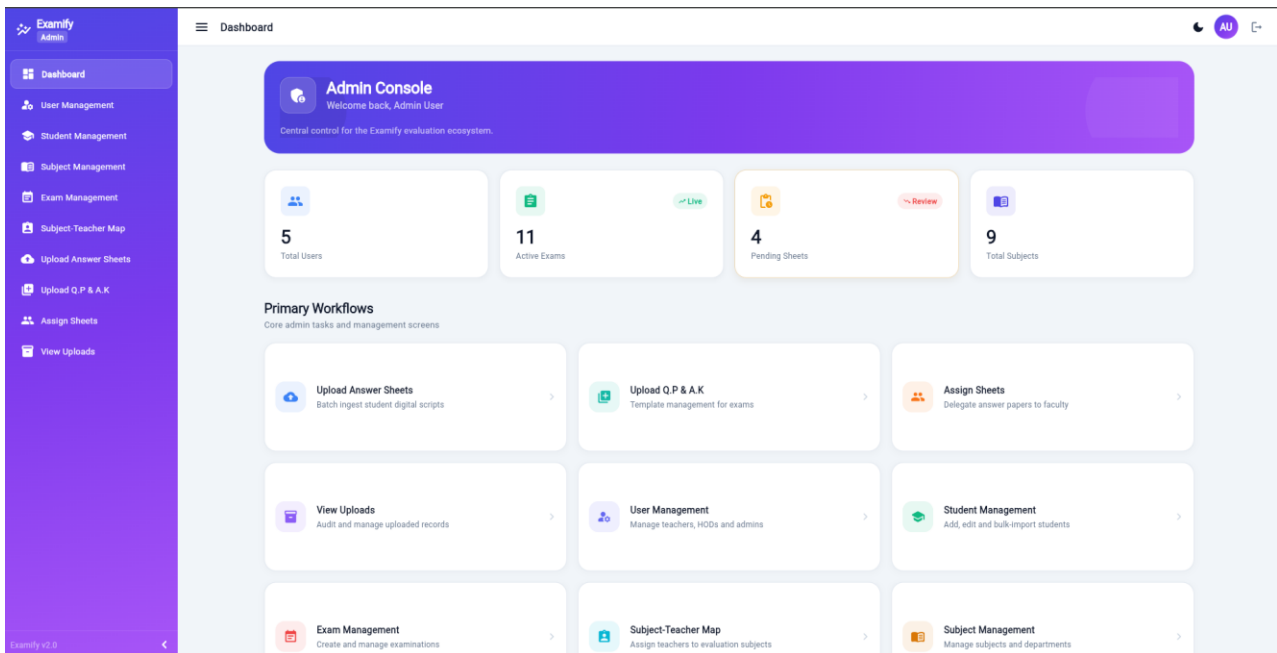 Examify
Admin
Dashboard
User Management
Student Management
Subject Management
Exam Management
Subject-Teacher Map
Upload Answer Sheets
Upload Q.P & A.K
Assign Sheets
View Uploads
Examify v2.0
Dashboard
AU
Admin Console
Welcome back, Admin User
Central control for the Examify evaluation ecosystem.
5
Total Users
Live
11
Active Exams
Review
4
Pending Sheets
9
Total Subjects
Primary Workflows
Core admin tasks and management screens
Upload Answer Sheets
Batch ingest student digital scripts
Upload Q.P & A.K
Template management for exams
Assign Sheets
Delegate answer papers to faculty
View Uploads
Audit and manage uploaded records
User Management
Manage teachers, HODs and admins
Student Management
Add, edit and bulk-import students
Exam Management
Create and manage examinations
Subject-Teacher Map
Assign teachers to evaluation subjects
Subject Management
Manage subjects and departments